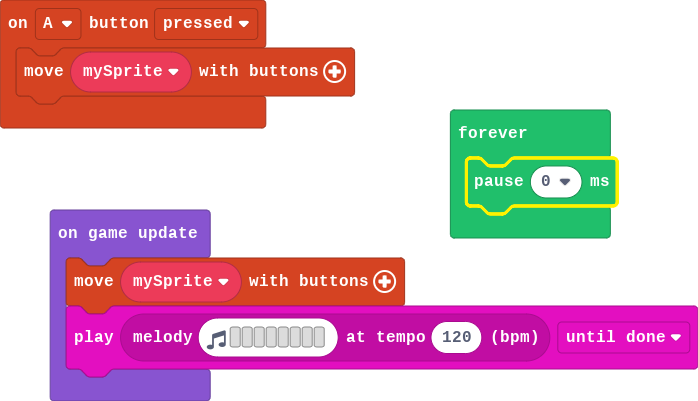 on A button pressed
move mySprite with buttons
forever
pause 0 ms
on game update
move mySprite with buttons
play melody at tempo 120 (bpm) until done